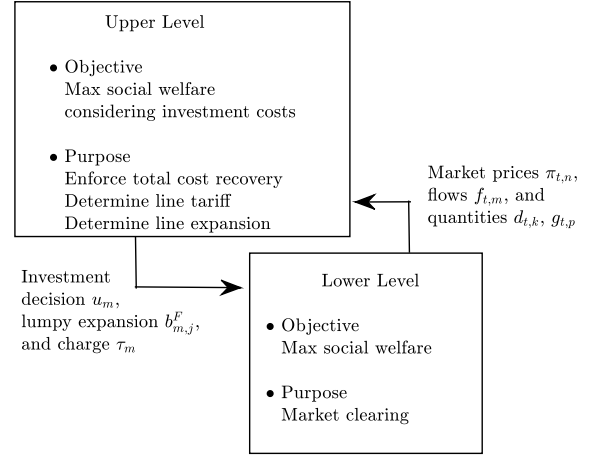 Upper Level
• Objective
Max social welfare
considering investment costs
• Purpose
Enforce total cost recovery
Determine line tariff
Determine line expansion
Market prices π_{t,n},
flows f_{t,m}, and
quantities d_{t,k}, g_{t,p}
Investment
decision u_m,
lumpy expansion b^F_{m,j},
and charge τ_m
Lower Level
• Objective
Max social welfare
• Purpose
Market clearing